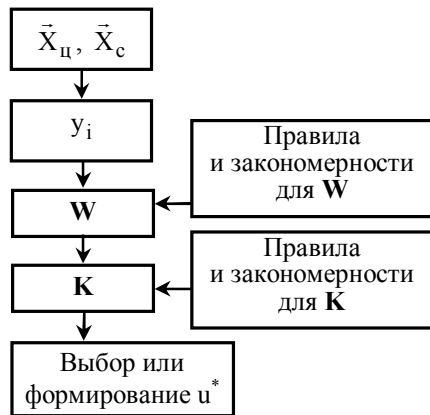 X⃗ц, X⃗с
yi
Правила
и закономерности
для W
W
Правила
и закономерности
для K
K
Выбор или
формирование u*